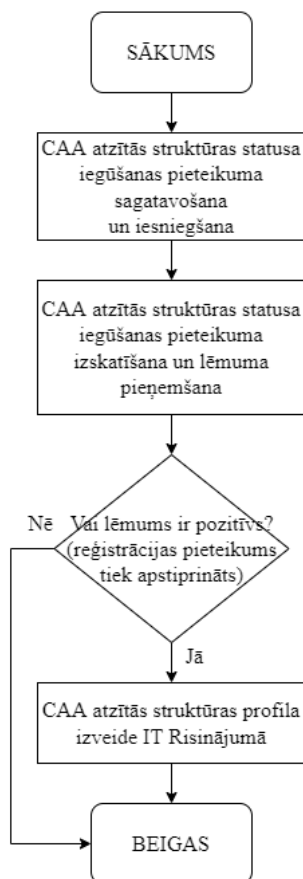 SĀKUMS
CAA atzītās struktūras statusa
iegūšanas pieteikuma
sagatavošana
un iesniegšana
CAA atzītās struktūras statusa
iegūšanas pieteikuma
izskatīšana un lēmuma
pieņemšana
Nē
Vai lēmums ir pozitīvs?
(reģistrācijas pieteikums
tiek apstiprināts)
Jā
CAA atzītās struktūras profila
izveide IT Risinājumā
BEIGAS